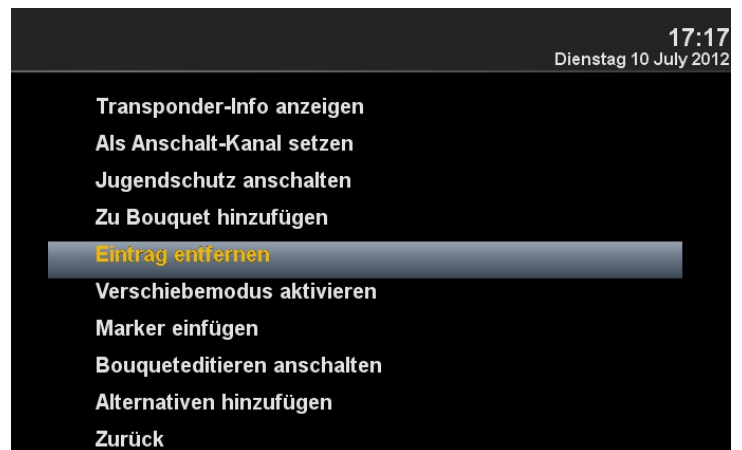 17:17
Dienstag 10 July 2012
Transponder-Info anzeigen
Als Anschalt-Kanal setzen
Jugendschutz anschalten
Zu Bouquet hinzufügen
Eintrag entfernen
Verschiebemodus aktivieren
Marker einfügen
Bouqueteditieren anschalten
Alternativen hinzufügen
Zurück